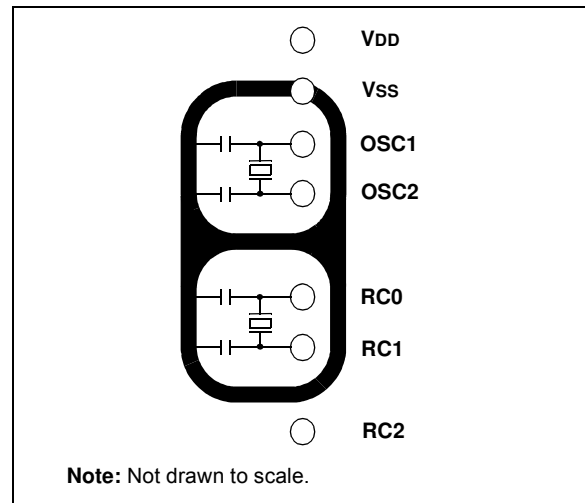 VDD
VSS
OSC1
OSC2
RC0
RC1
RC2
Note: Not drawn to scale.